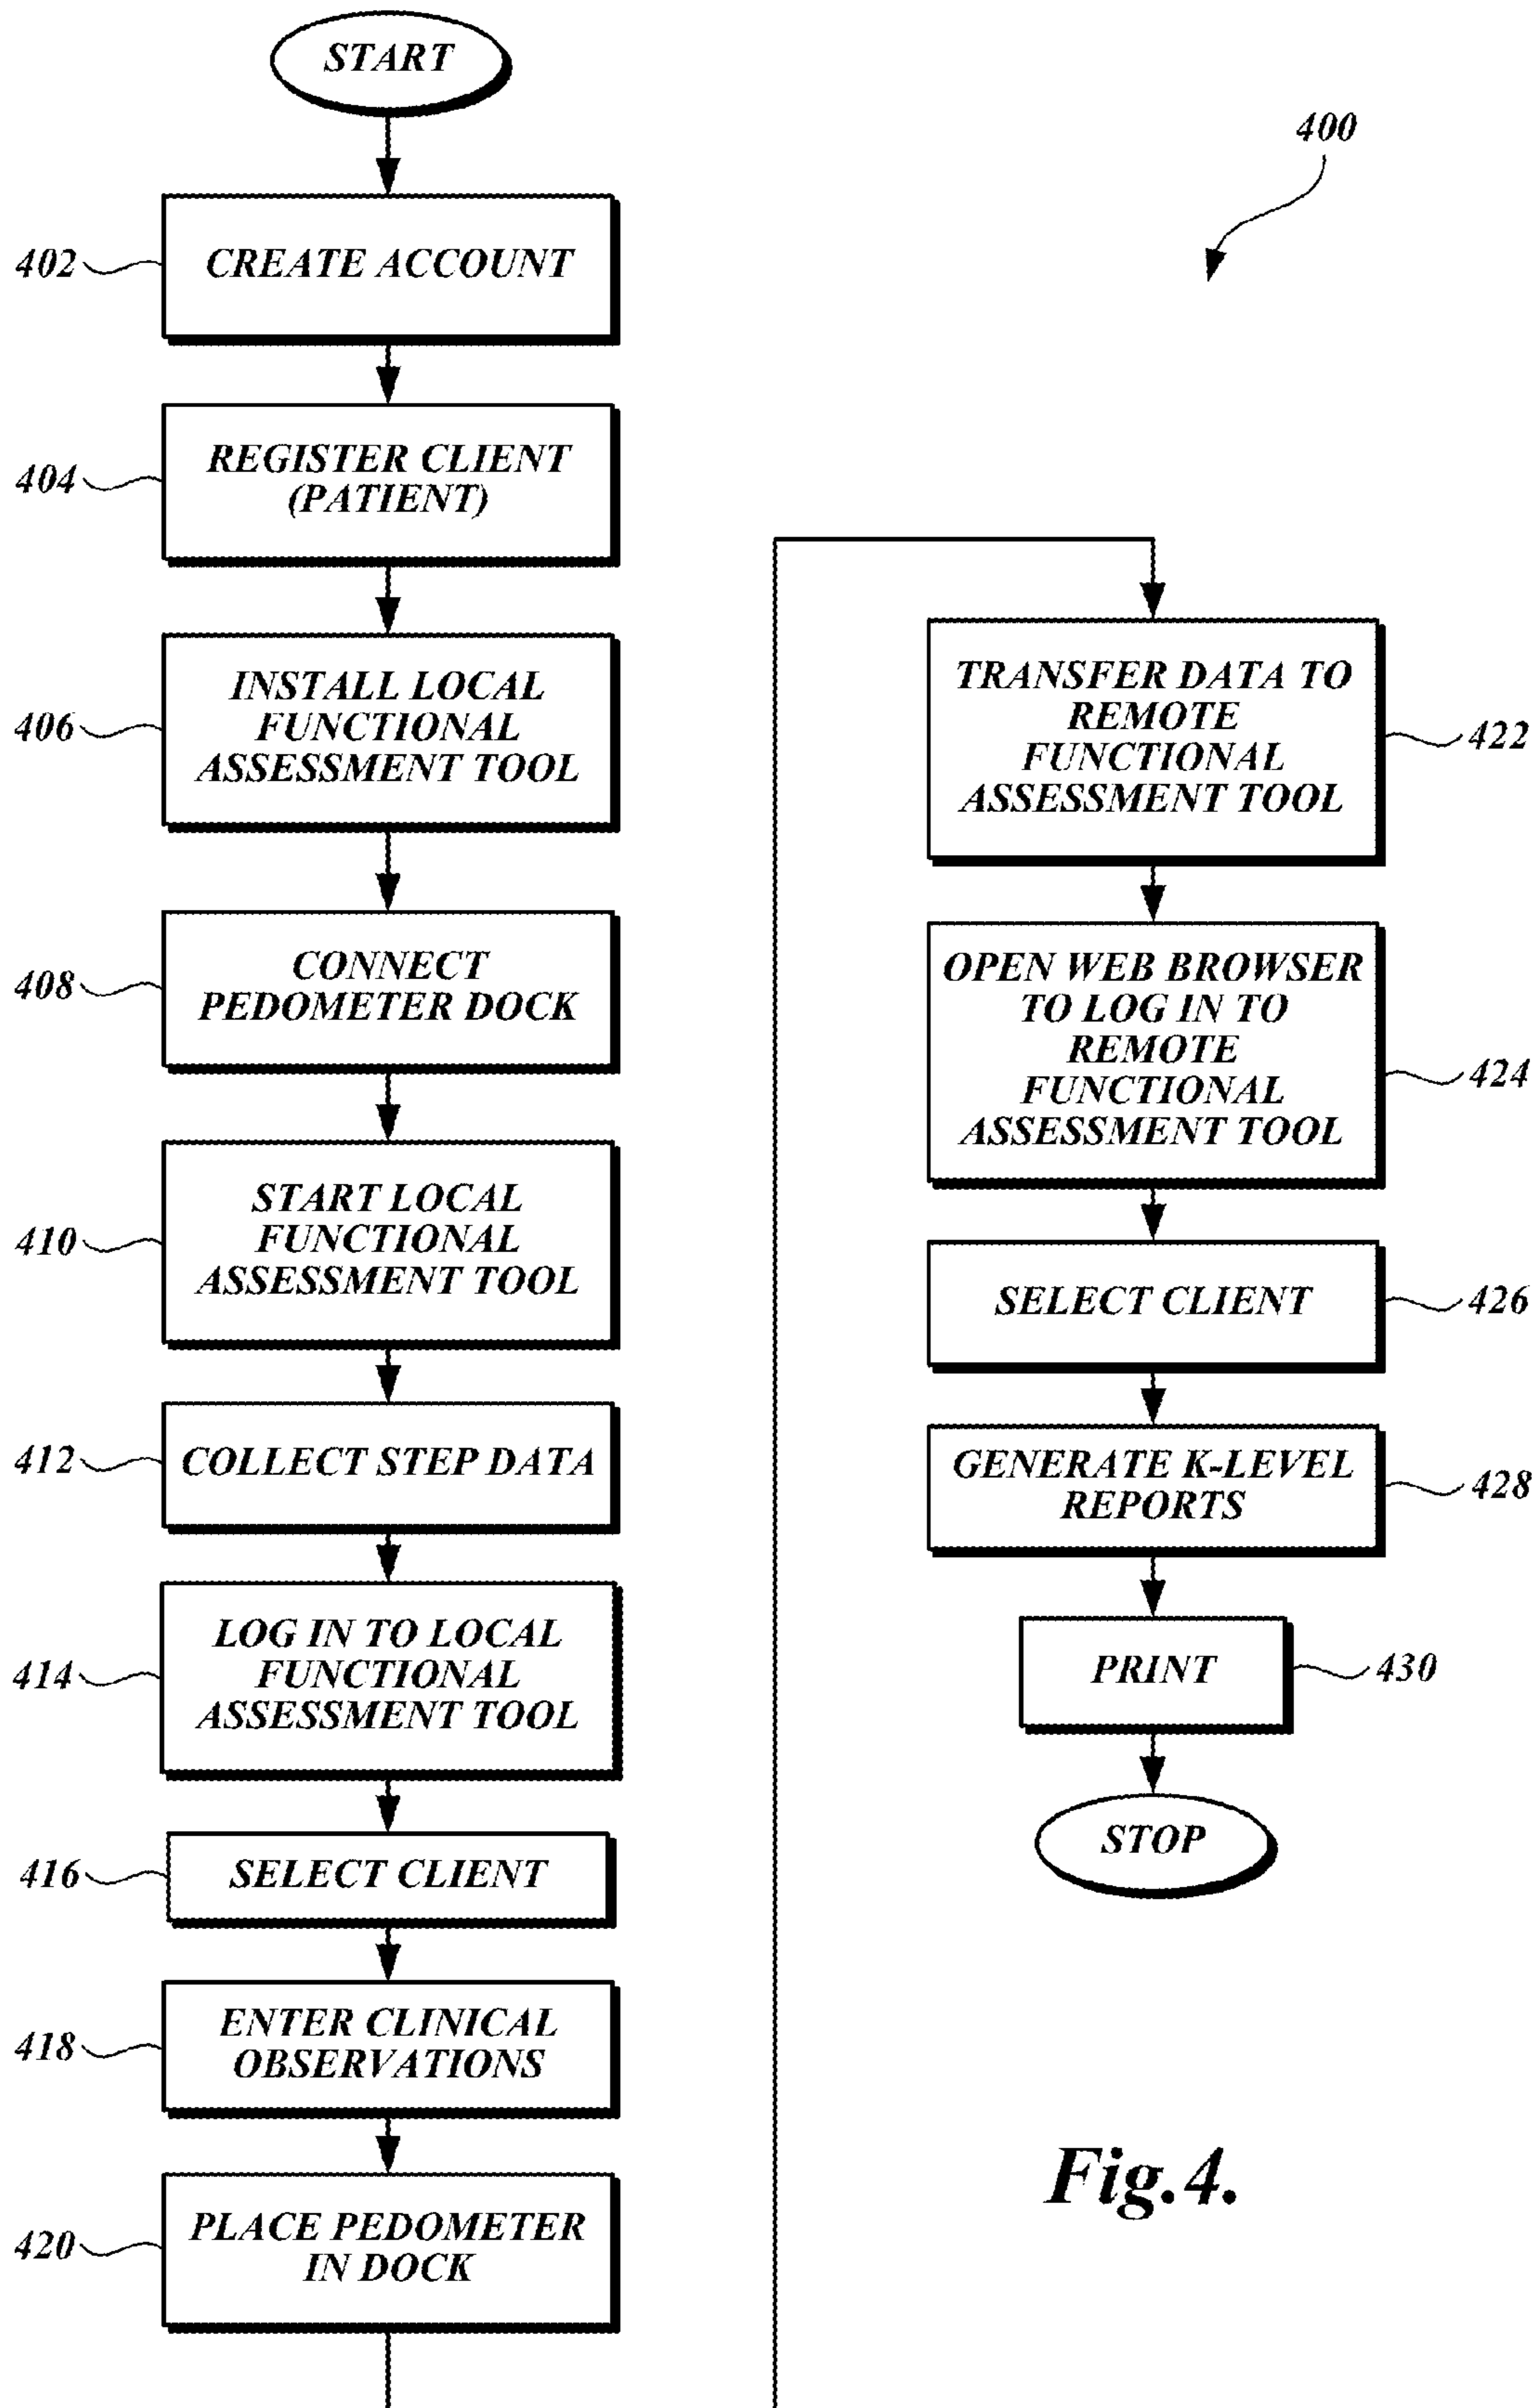 START
400
402
CREATE ACCOUNT
404
REGISTER CLIENT
(PATIENT)
406
INSTALL LOCAL
FUNCTIONAL
ASSESSMENT TOOL
408
CONNECT
PEDOMETER DOCK
410
START LOCAL
FUNCTIONAL
ASSESSMENT TOOL
412
COLLECT STEP DATA
414
LOG IN TO LOCAL
FUNCTIONAL
ASSESSMENT TOOL
416
SELECT CLIENT
418
ENTER CLINICAL
OBSERVATIONS
420
PLACE PEDOMETER
IN DOCK
TRANSFER DATA TO
REMOTE
FUNCTIONAL
ASSESSMENT TOOL
422
OPEN WEB BROWSER
TO LOG IN TO
REMOTE
FUNCTIONAL
ASSESSMENT TOOL
424
SELECT CLIENT
426
GENERATE K-LEVEL
REPORTS
428
PRINT
430
STOP
Fig.4.